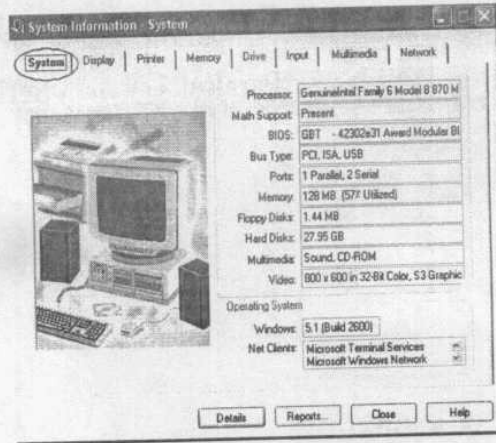 System Information - System
System Display Printer Memory Drive Input Multimedia Network
Processor: GenuineIntel Family 6 Model 8 870 M
Math Support: Present
BIOS: GBT - 42302e31 Award Modular BI
Bus Type: PCI, ISA, USB
Ports: 1 Parallel, 2 Serial
Memory: 128 MB (57% Utilized)
Floppy Disks: 1.44 MB
Hard Disks: 27.95 GB
Multimedia: Sound, CD-ROM
Video: 800 x 600 in 32-Bit Color, S3 Graphic
Operating System
Windows: 5.1 (Build 2600)
Net Clients: Microsoft Terminal Services
Microsoft Windows Network
Details Reports... Close Help